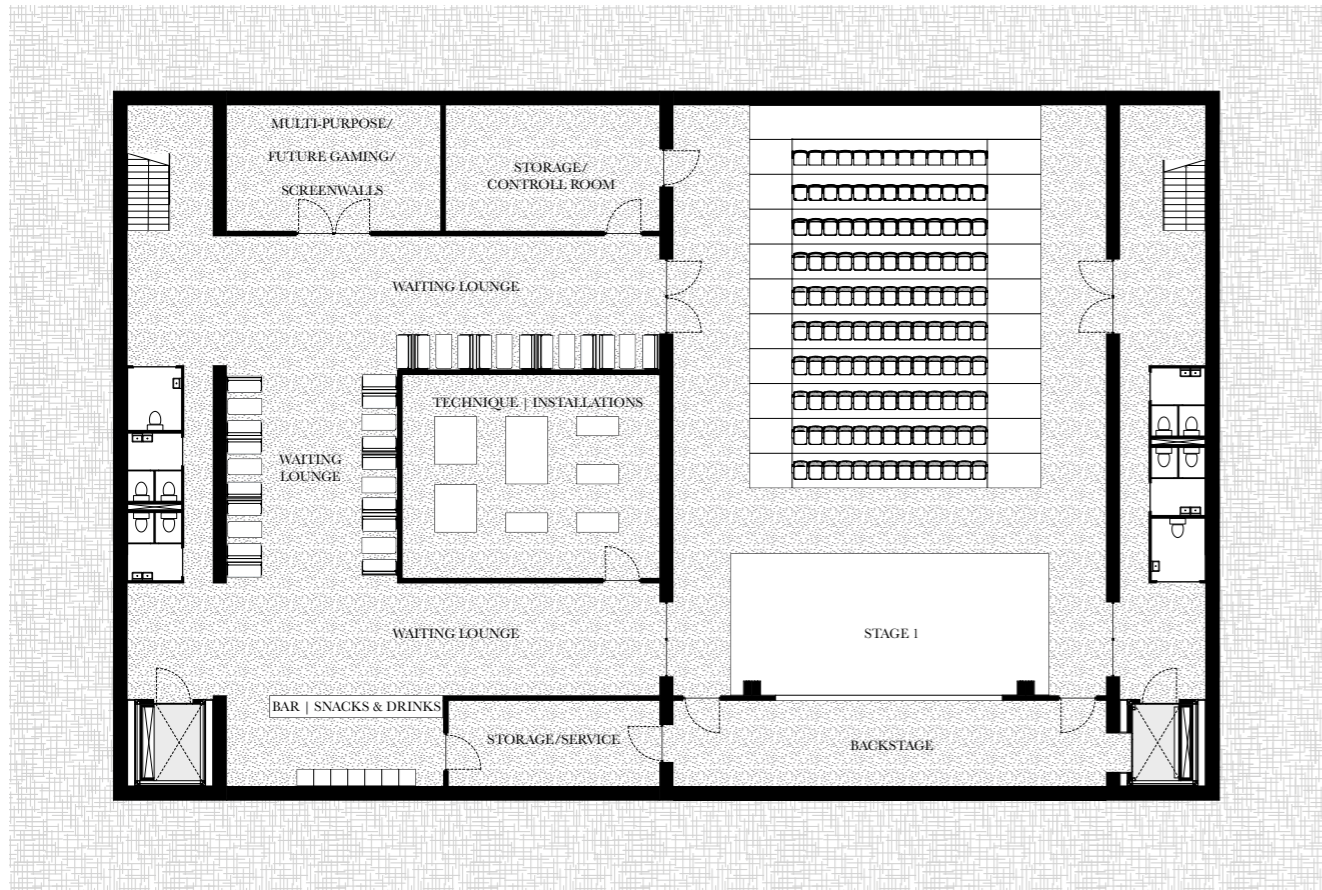 MULTI-PURPOSE/
FUTURE GAMING/
SCREENWALLS
STORAGE/
CONTROLL ROOM
WAITING LOUNGE
TECHNIQUE | INSTALLATIONS
WAITING
LOUNGE
WAITING LOUNGE
STAGE 1
BAR | SNACKS & DRINKS
STORAGE/SERVICE
BACKSTAGE